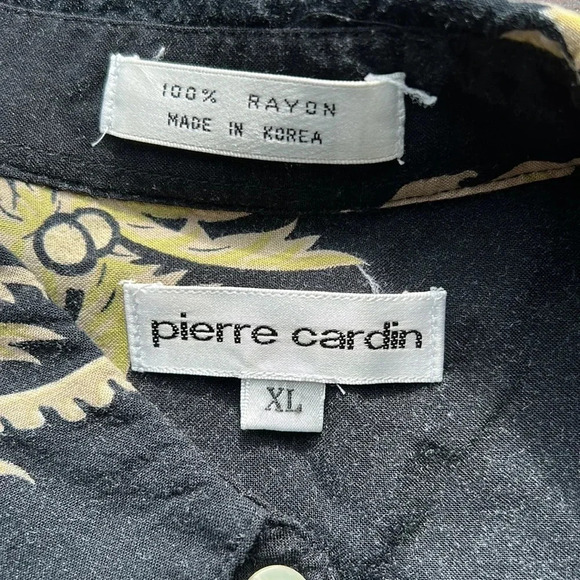 100% RAYON
MADE IN KOREA
pierre cardin
XL